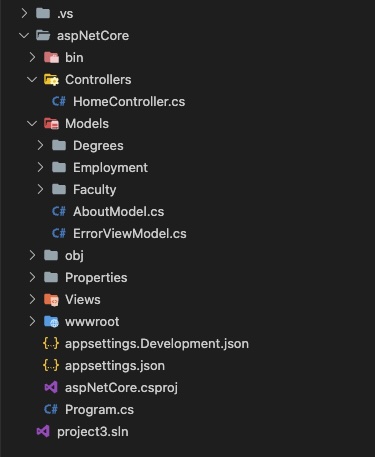 .vs
aspNetCore
bin
Controllers
C# HomeController.cs
Models
Degrees
Employment
Faculty
C# AboutModel.cs
C# ErrorViewModel.cs
obj
Properties
Views
wwwroot
{..} appsettings.Development.json
{..} appsettings.json
aspNetCore.csproj
C# Program.cs
project3.sln